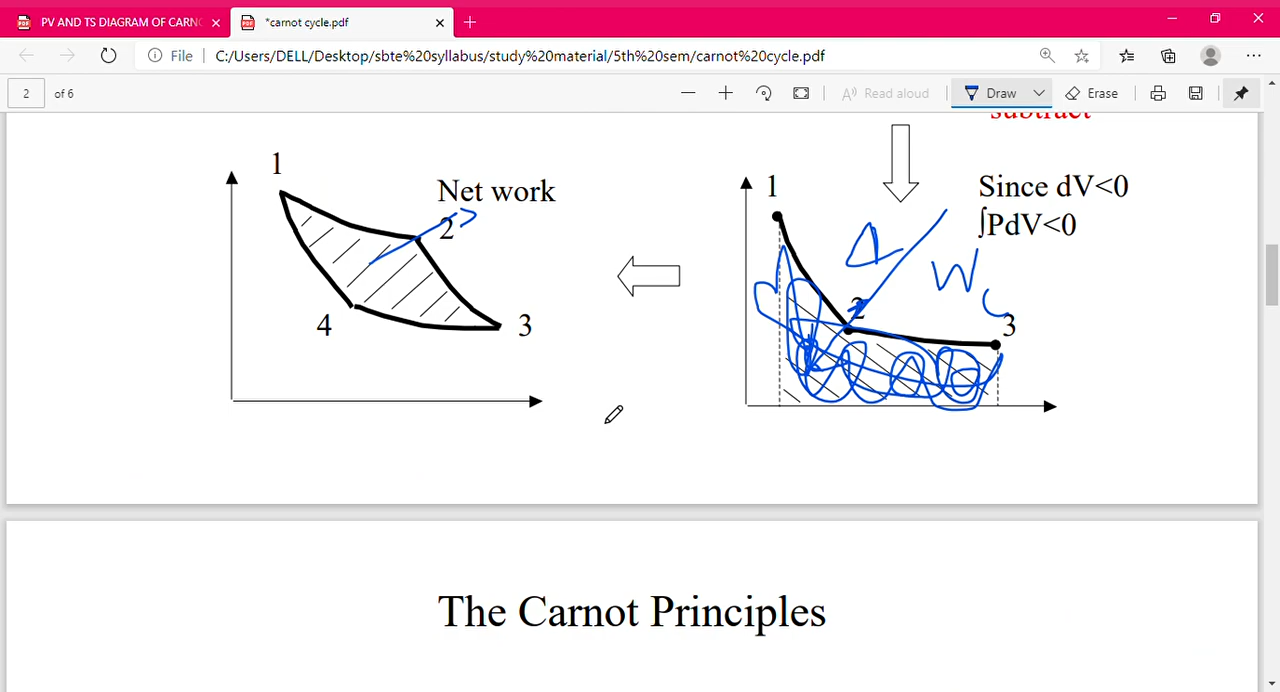 PV AND TS DIAGRAM OF CARNO
*carnot cycle.pdf
File
C:/Users/DELL/Desktop/sbte%20syllabus/study%20material/5th%20sem/carnot%20cycle.pdf
2 of 6
Read aloud
Draw
Erase
subtract
1
Net work
2
4
3
1
Since dV<0
∫PdV<0
W
2
3
The Carnot Principles